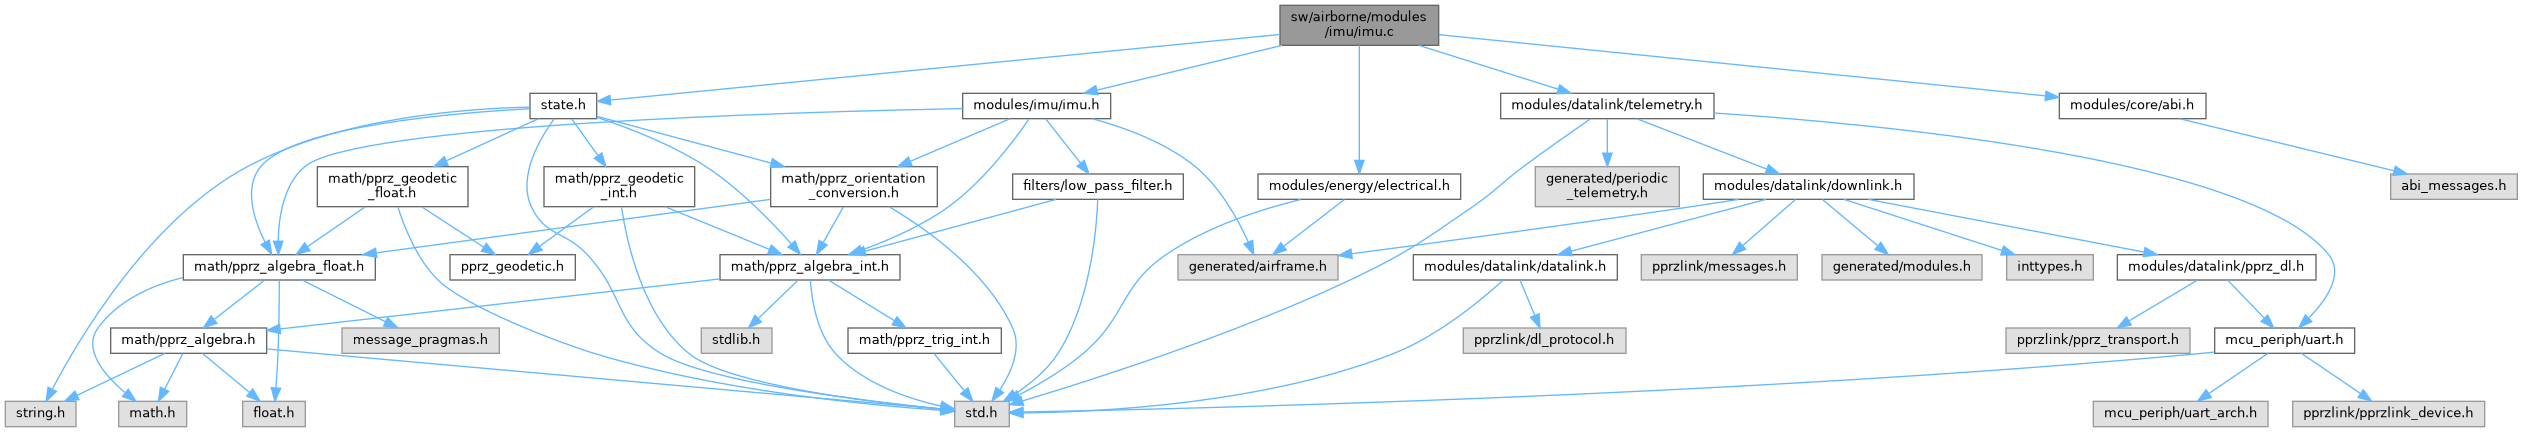 sw/airborne/modules
/imu/imu.c
state.h
modules/imu/imu.h
modules/datalink/telemetry.h
modules/core/abi.h
math/pprz_geodetic
_float.h
math/pprz_geodetic
_int.h
math/pprz_orientation
_conversion.h
filters/low_pass_filter.h
modules/energy/electrical.h
generated/periodic
_telemetry.h
modules/datalink/downlink.h
abi_messages.h
math/pprz_algebra_float.h
pprz_geodetic.h
math/pprz_algebra_int.h
generated/airframe.h
modules/datalink/datalink.h
pprzlink/messages.h
generated/modules.h
inttypes.h
modules/datalink/pprz_dl.h
math/pprz_algebra.h
message_pragmas.h
stdlib.h
math/pprz_trig_int.h
pprzlink/dl_protocol.h
pprzlink/pprz_transport.h
mcu_periph/uart.h
string.h
math.h
float.h
std.h
mcu_periph/uart_arch.h
pprzlink/pprzlink_device.h